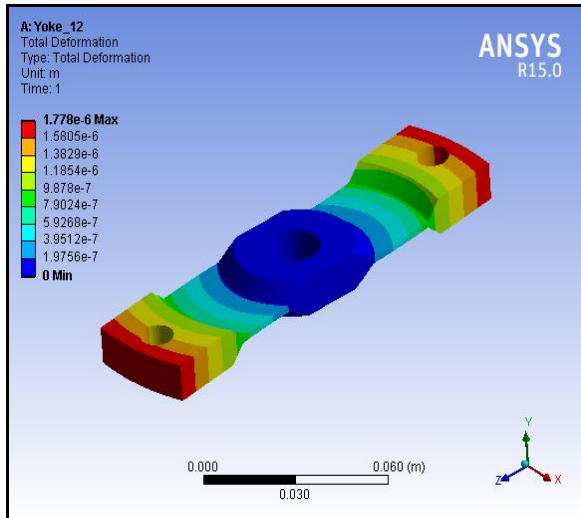 A: Yoke_12
Total Deformation
Type: Total Deformation
Unit: m
Time: 1
ANSYS
R15.0
1.778e-6 Max
1.5805e-6
1.3829e-6
1.1854e-6
9.878e-7
7.9024e-7
5.9268e-7
3.9512e-7
1.9756e-7
0 Min
0.000
0.060 (m)
0.030
Y
Z
X